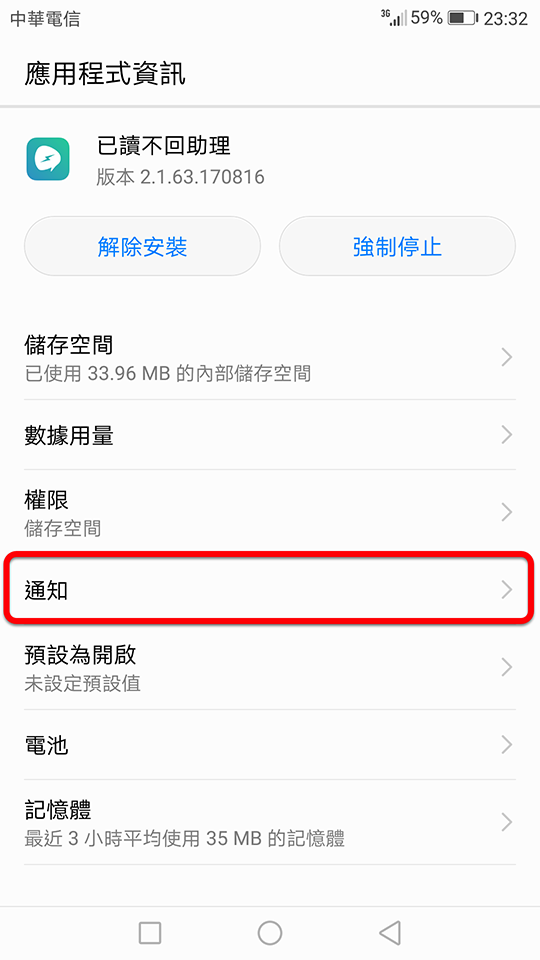 中華電信 3G 59% 23:32
應用程式資訊
已讀不回助理
版本 2.1.63.170816
解除安裝 強制停止
儲存空間
已使用 33.96 MB 的內部儲存空間
數據用量
權限
儲存空間
通知
預設為開啟
未設定預設值
電池
記憶體
最近 3 小時平均使用 35 MB 的記憶體